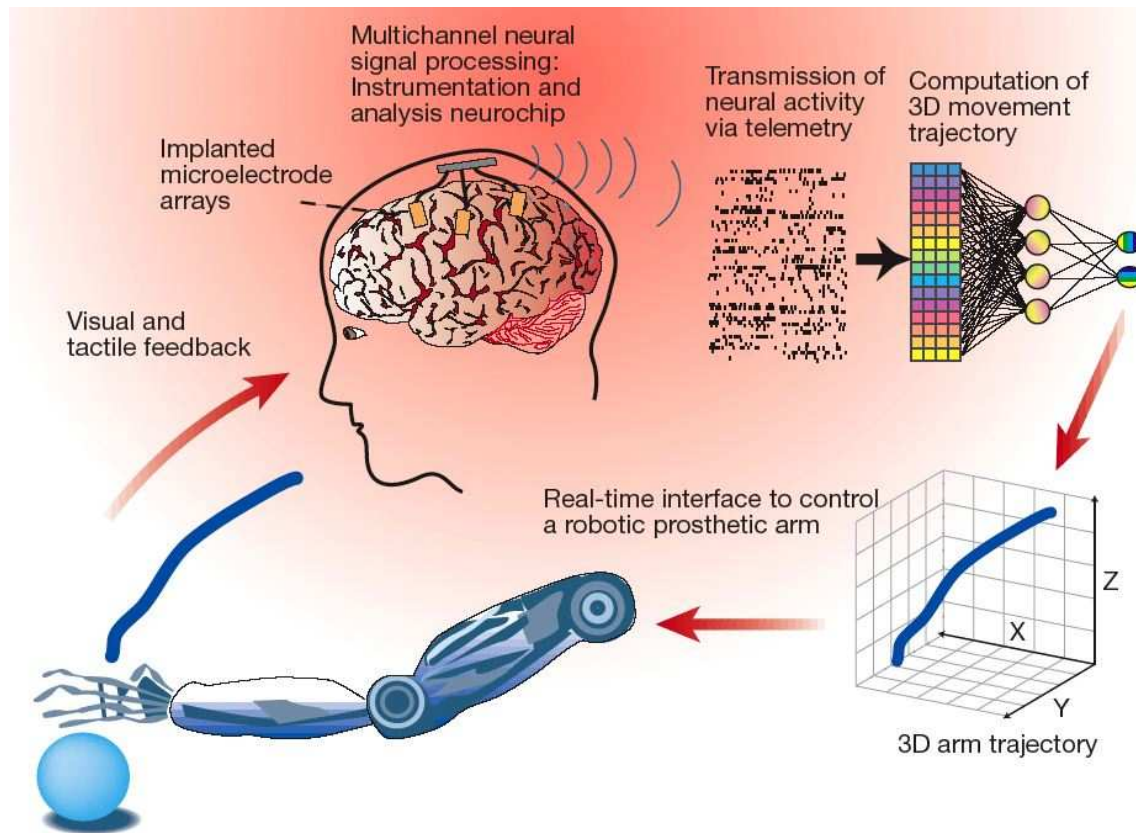 Multichannel neural
signal processing:
Instrumentation and
analysis neurochip
Transmission of
neural activity
via telemetry
Computation of
3D movement
trajectory
Implanted
microelectrode
arrays
Visual and
tactile feedback
Real-time interface to control
a robotic prosthetic arm
Z
X
Y
3D arm trajectory